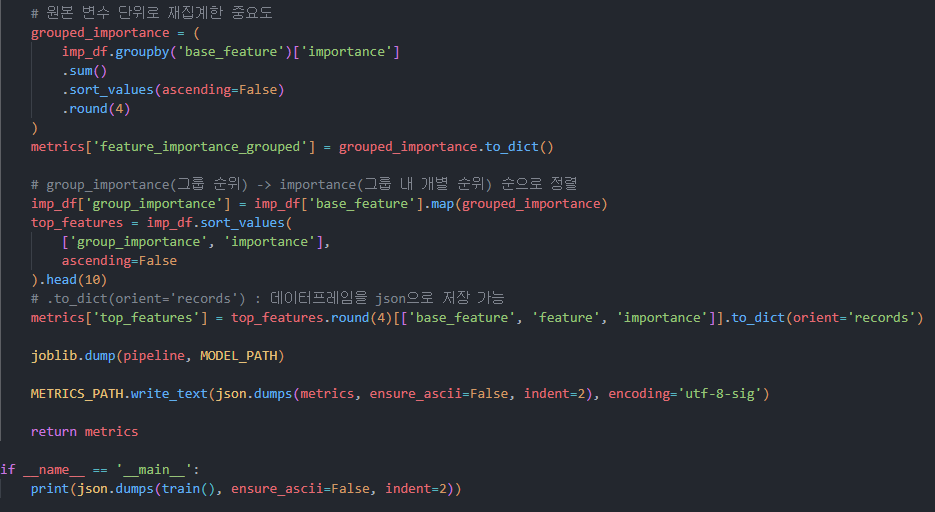 # 원본 변수 단위로 재집계한 중요도
grouped_importance = (
imp_df.groupby('base_feature')['importance']
.sum()
.sort_values(ascending=False)
.round(4)
)
metrics['feature_importance_grouped'] = grouped_importance.to_dict()
# group_importance(그룹 순위) -> importance(그룹 내 개별 순위) 순으로 정렬
imp_df['group_importance'] = imp_df['base_feature'].map(grouped_importance)
top_features = imp_df.sort_values(
['group_importance', 'importance'],
ascending=False
).head(10)
# .to_dict(orient='records') : 데이터프레임을 json으로 저장 가능
metrics['top_features'] = top_features.round(4)[['base_feature', 'feature', 'importance']].to_dict(orient='records')
joblib.dump(pipeline, MODEL_PATH)
METRICS_PATH.write_text(json.dumps(metrics, ensure_ascii=False, indent=2), encoding='utf-8-sig')
return metrics
if __name__ == '__main__':
print(json.dumps(train(), ensure_ascii=False, indent=2))